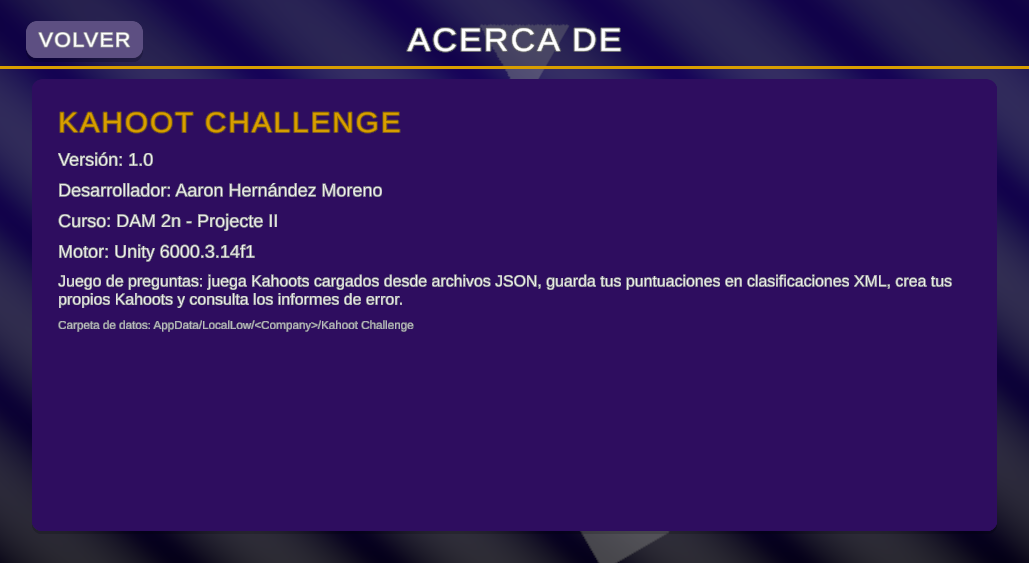 VOLVER
ACERCA DE
KAHOOT CHALLENGE
Versión: 1.0
Desarrollador: Aaron Hernández Moreno
Curso: DAM 2n - Projecte II
Motor: Unity 6000.3.14f1
Juego de preguntas: juega Kahoots cargados desde archivos JSON, guarda tus puntuaciones en clasificaciones XML, crea tus
propios Kahoots y consulta los informes de error.
Carpeta de datos: AppData/LocalLow/<Company>/Kahoot Challenge